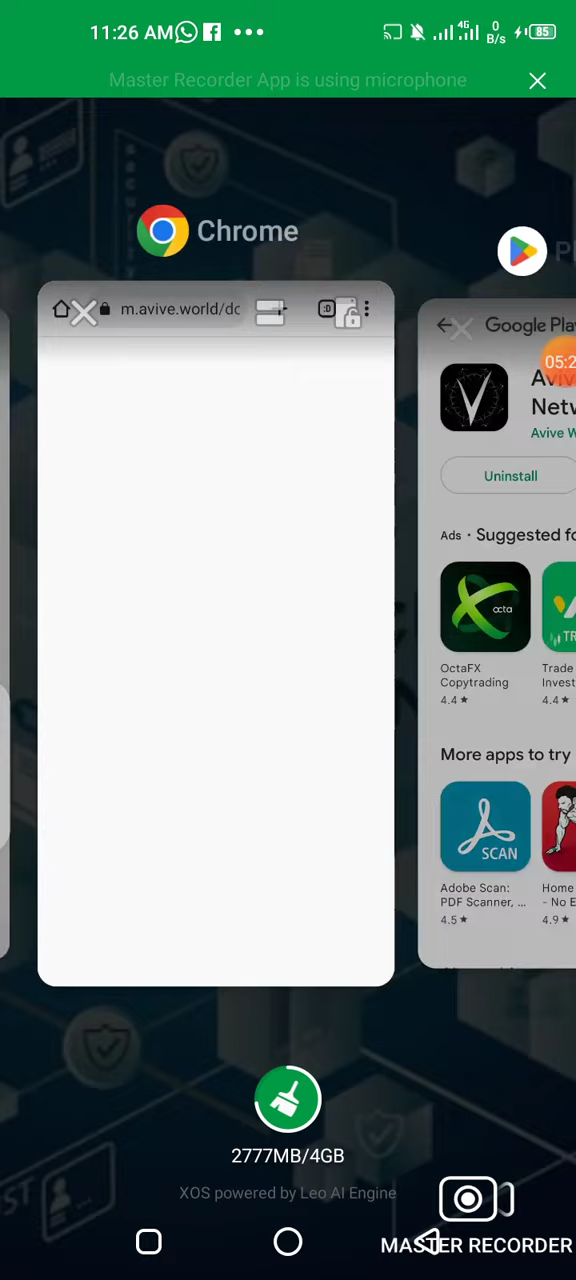 11:26 AM
4G
0
B/s
85
Master Recorder App is using microphone
Chrome
m.avive.world/dc
:D
Google Pla
05:2
Netw
Avive W
Uninstall
Ads · Suggested fo
octa
OctaFX
Copytrading
4.4
Trade
Invest
4.4
More apps to try
SCAN
Adobe Scan:
PDF Scanner, ...
4.5
Home
- No E
4.9
2777MB/4GB
XOS powered by Leo AI Engine
MASTER RECORDER